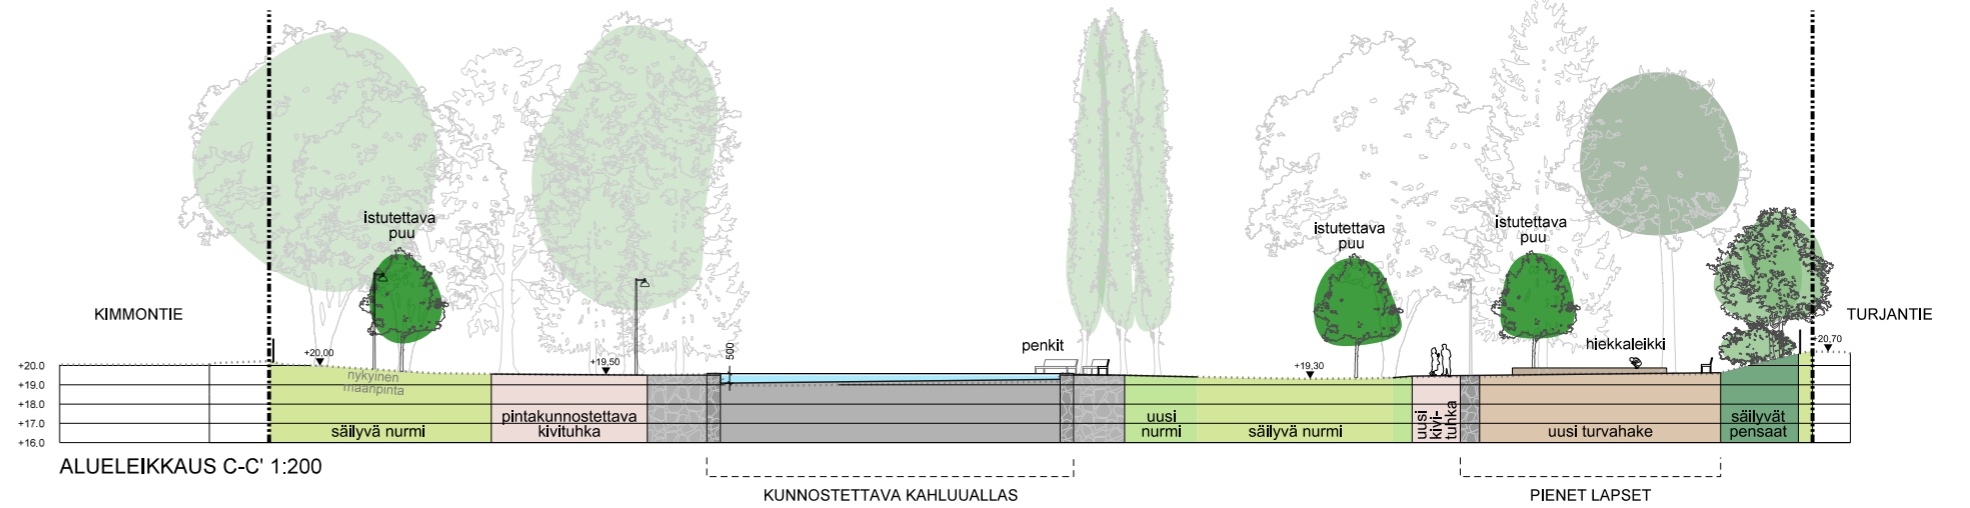 istutettava
puu
istutettava
puu
istutettava
puu
KIMMONTIE
TURJANTIE
penkit
hiekkaleikki
500
+20,00
+19,50
+19,30
+20,70
nykyinen
maanpinta
+20.0
+19.0
+18.0
+17.0
+16.0
säilyvä nurmi
pintakunnostettava
kivituhka
uusi
nurmi
säilyvä nurmi
uusi
kivi-
tuhka
uusi turvahake
säilyvät
pensaat
ALUELEIKKAUS C-C' 1:200
KUNNOSTETTAVA KAHLUUALLAS
PIENET LAPSET